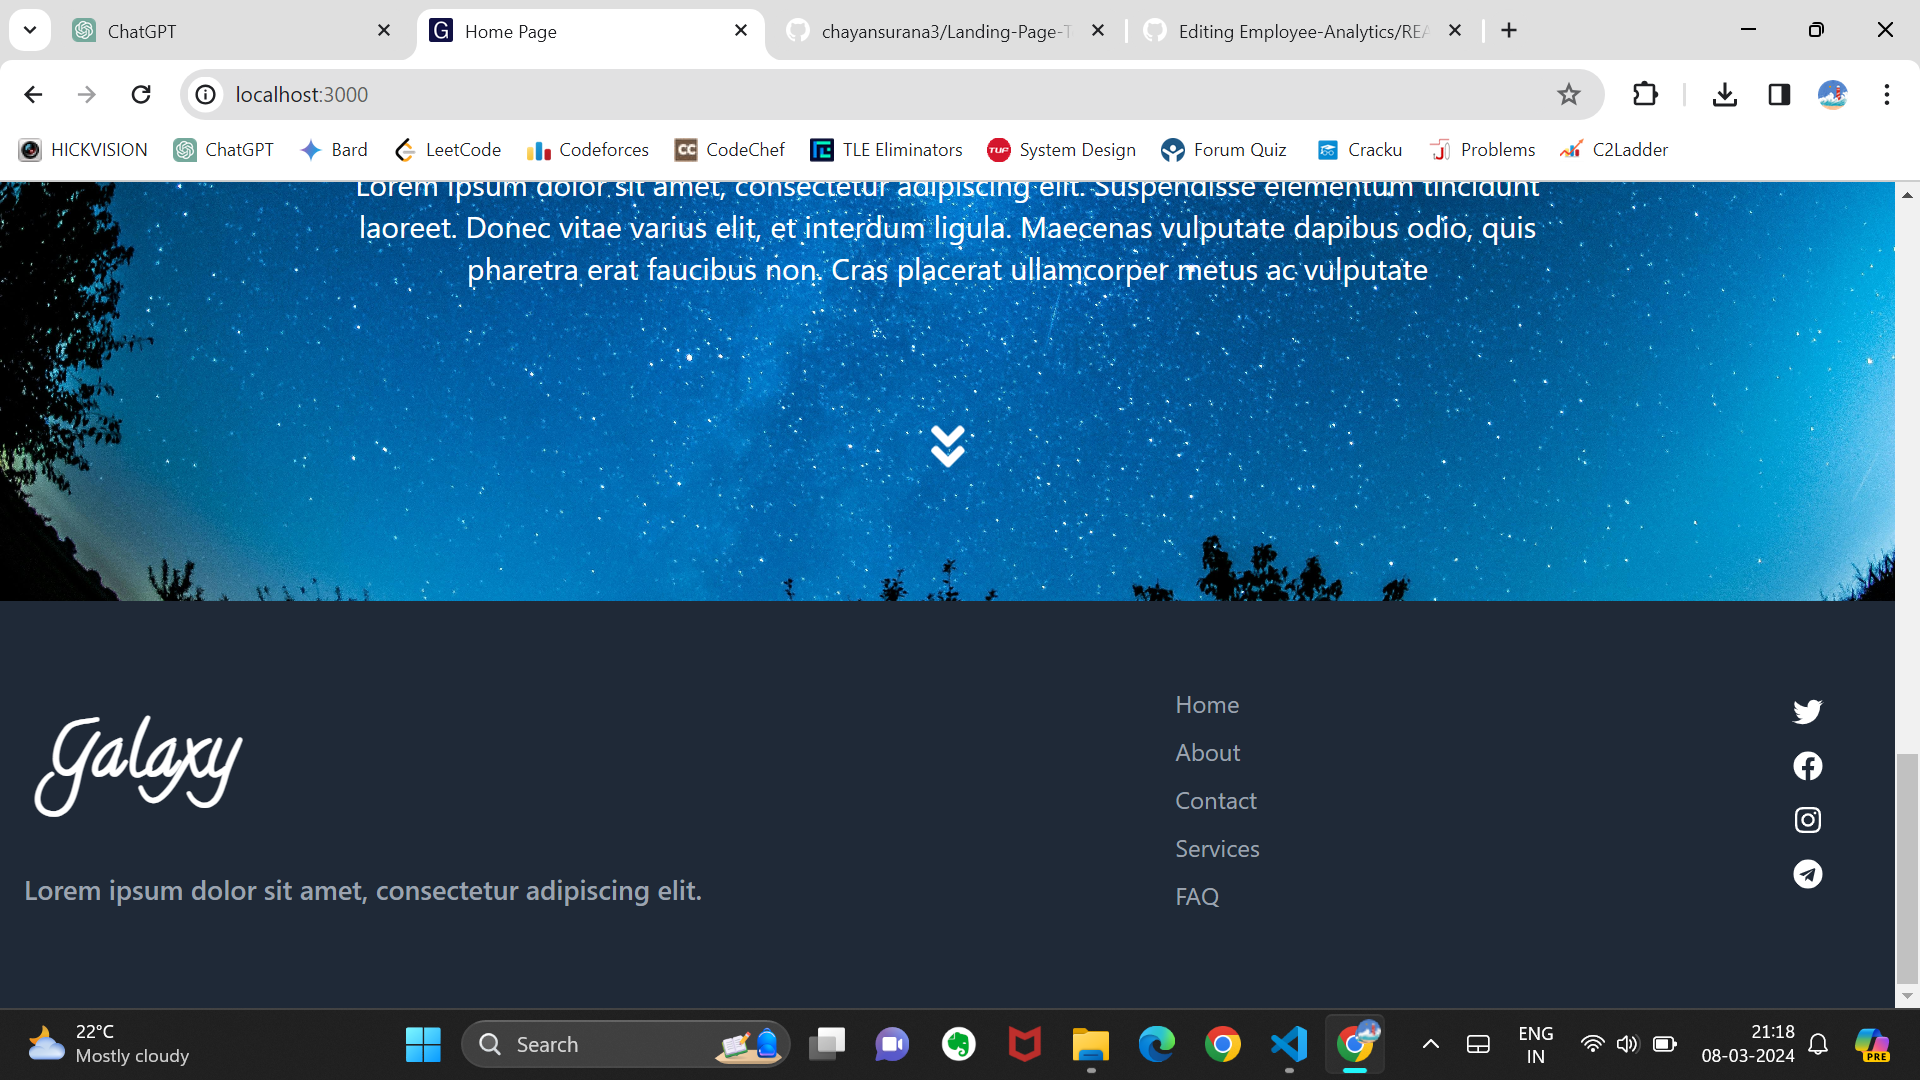 ChatGPT
Home Page
chayansurana3/Landing-Page-T
Editing Employee-Analytics/REA
localhost:3000
HICKVISION
ChatGPT
Bard
LeetCode
Codeforces
CC
CodeChef
TLE Eliminators
TUF
System Design
Forum Quiz
Cracku
Problems
C2Ladder
Lorem ipsum dolor sit amet, consectetur adipiscing elit. Suspendisse elementum tincidunt
laoreet. Donec vitae varius elit, et interdum ligula. Maecenas vulputate dapibus odio, quis
pharetra erat faucibus non. Cras placerat ullamcorper metus ac vulputate
Galaxy
Lorem ipsum dolor sit amet, consectetur adipiscing elit.
Home
About
Contact
Services
FAQ
22°C
Mostly cloudy
Search
ENG
IN
21:18
08-03-2024
PRE